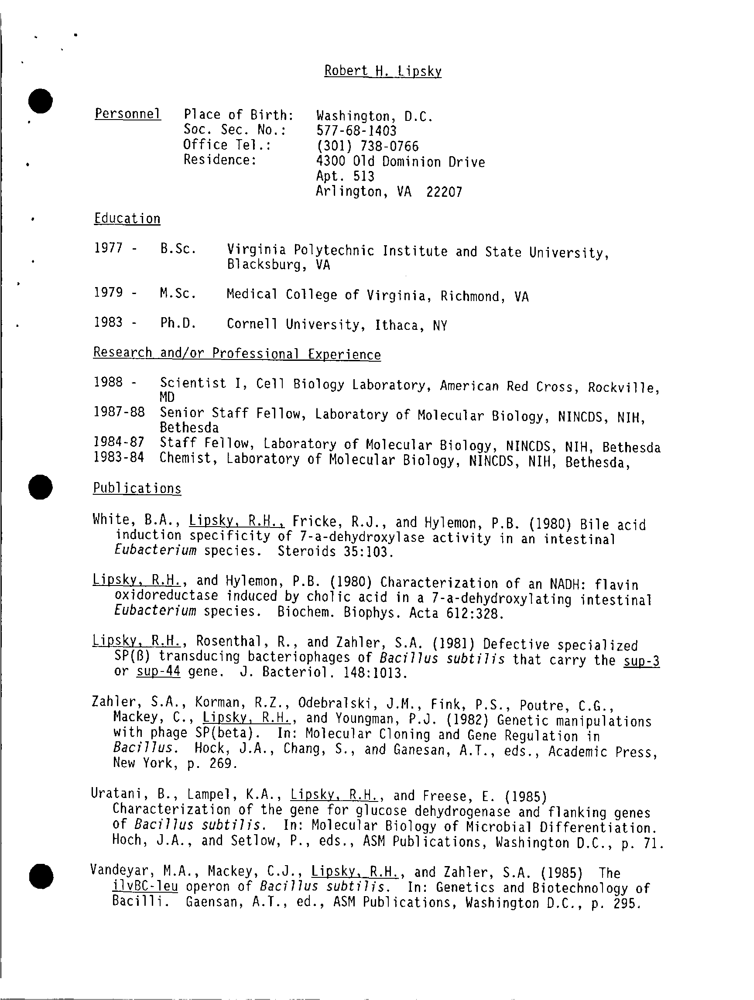 Robert H. Lipsky
Personnel Place of Birth: Washington, D.C.
Soc. Sec. No.: 577-68-1403
Office Tel.: (301) 738-0766
Residence: 4300 Old Dominion Drive
Apt. 513
Arlington, VA 22207
Education
1977 - B.Sc. Virginia Polytechnic Institute and State University,
Blacksburg, VA
1979 - M.Sc. Medical College of Virginia, Richmond, VA
1983 - Ph.D. Cornell University, Ithaca, NY
Research and/or Professional Experience
1988 - Scientist I, Cell Biology Laboratory, American Red Cross, Rockville,
MD
1987-88 Senior Staff Fellow, Laboratory of Molecular Biology, NINCDS, NIH,
Bethesda
1984-87 Staff Fellow, Laboratory of Molecular Biology, NINCDS, NIH, Bethesda
1983-84 Chemist, Laboratory of Molecular Biology, NINCDS, NIH, Bethesda,
Publications
White, B.A., Lipsky, R.H., Fricke, R.J., and Hylemon, P.B. (1980) Bile acid
induction specificity of 7-a-dehydroxylase activity in an intestinal
Eubacterium species. Steroids 35:103.
Lipsky, R.H., and Hylemon, P.B. (1980) Characterization of an NADH: flavin
oxidoreductase induced by cholic acid in a 7-a-dehydroxylating intestinal
Eubacterium species. Biochem. Biophys. Acta 612:328.
Lipsky, R.H., Rosenthal, R., and Zahler, S.A. (1981) Defective specialized
SP(ß) transducing bacteriophages of Bacillus subtilis that carry the sup-3
or sup-44 gene. J. Bacteriol. 148:1013.
Zahler, S.A., Korman, R.Z., Odebralski, J.M., Fink, P.S., Poutre, C.G.,
Mackey, C., Lipsky, R.H., and Youngman, P.J. (1982) Genetic manipulations
with phage SP(beta). In: Molecular Cloning and Gene Regulation in
Bacillus. Hock, J.A., Chang, S., and Ganesan, A.T., eds., Academic Press,
New York, p. 269.
Uratani, B., Lampel, K.A., Lipsky, R.H., and Freese, E. (1985)
Characterization of the gene for glucose dehydrogenase and flanking genes
of Bacillus subtilis. In: Molecular Biology of Microbial Differentiation.
Hoch, J.A., and Setlow, P., eds., ASM Publications, Washington D.C., p. 71.
Vandeyar, M.A., Mackey, C.J., Lipsky, R.H., and Zahler, S.A. (1985) The
ilvBC-leu operon of Bacillus subtilis. In: Genetics and Biotechnology of
Bacilli. Gaensan, A.T., ed., ASM Publications, Washington D.C., p. 295.